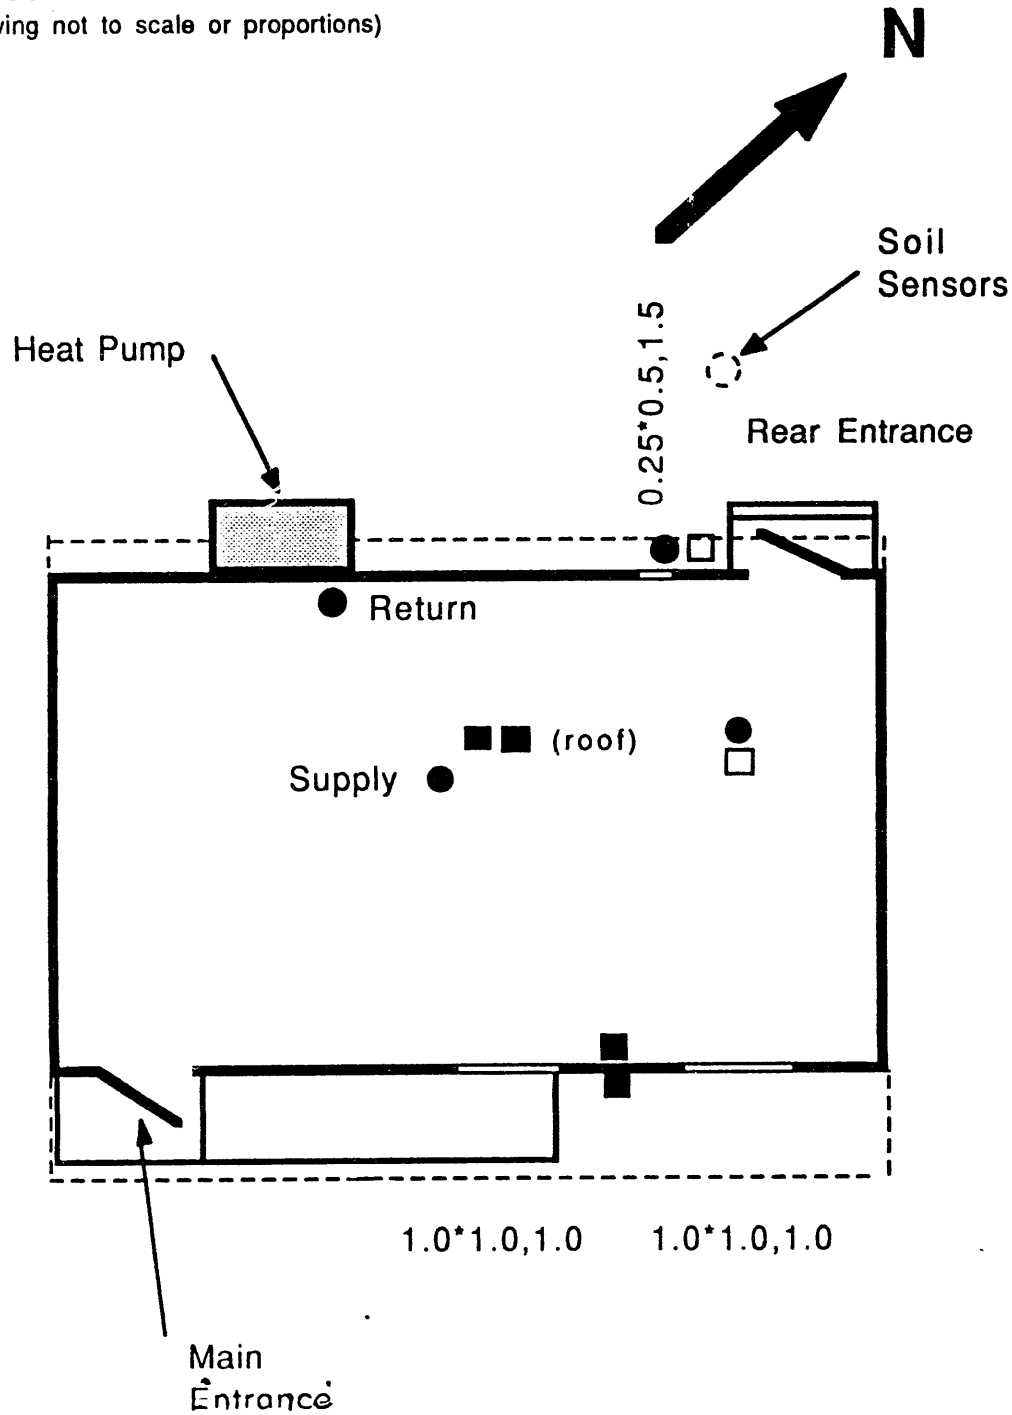 not to scale or proportions)
N
Soil
Sensors
0.25*0.5,1.5
Heat Pump
Rear Entrance
Return
(roof)
Supply
1.0*1.0,1.0 1.0*1.0,1.0
Main
Entrance